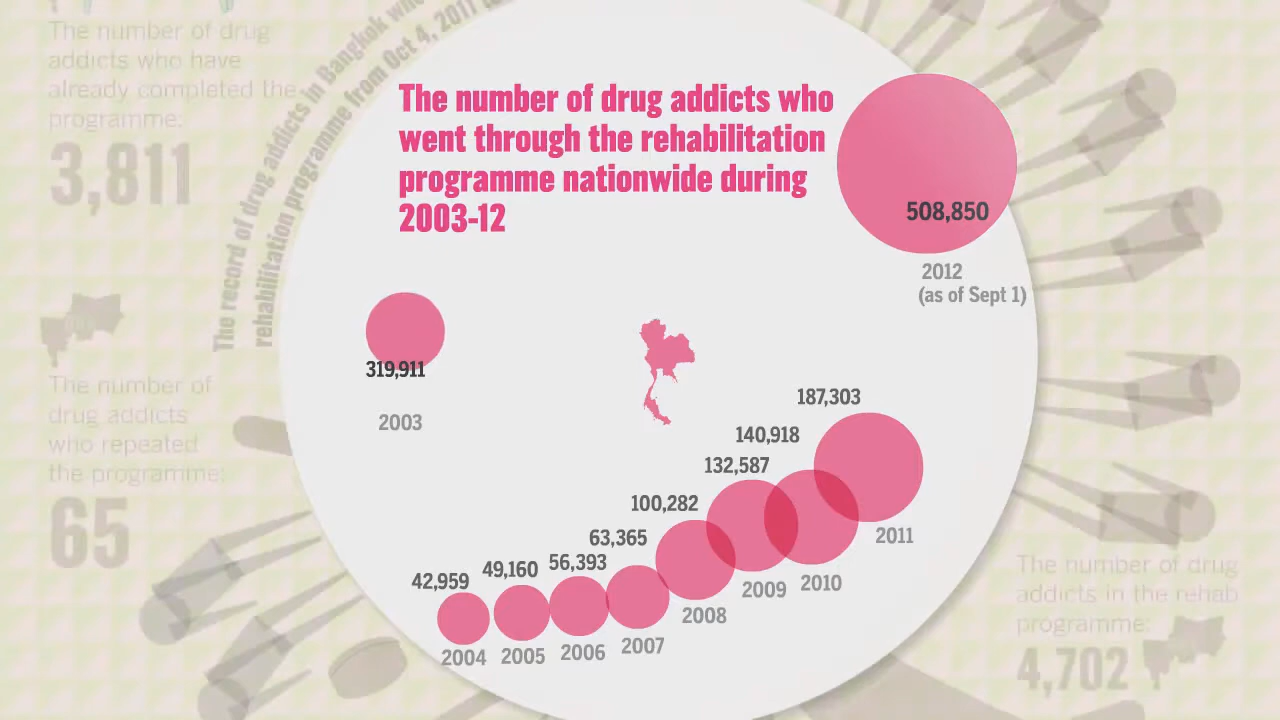 The number of drug
addicts who have
already completed the
programme:
3,811
The record of drug addicts in Bangkok
rehabilitation programme from Oct 4, 2011
The number of drug addicts who
went through the rehabilitation
programme nationwide during
2003-12
508,850
2012
(as of Sept 1)
319,911
2003
The number of
drug addicts
who repeated
the programme:
65
187,303
140,918
132,587
100,282
63,365
56,393
49,160
42,959
2011
2010
2009
2008
2007
2006
2005
2004
The number of drug
addicts in the rehab
programme:
4,702